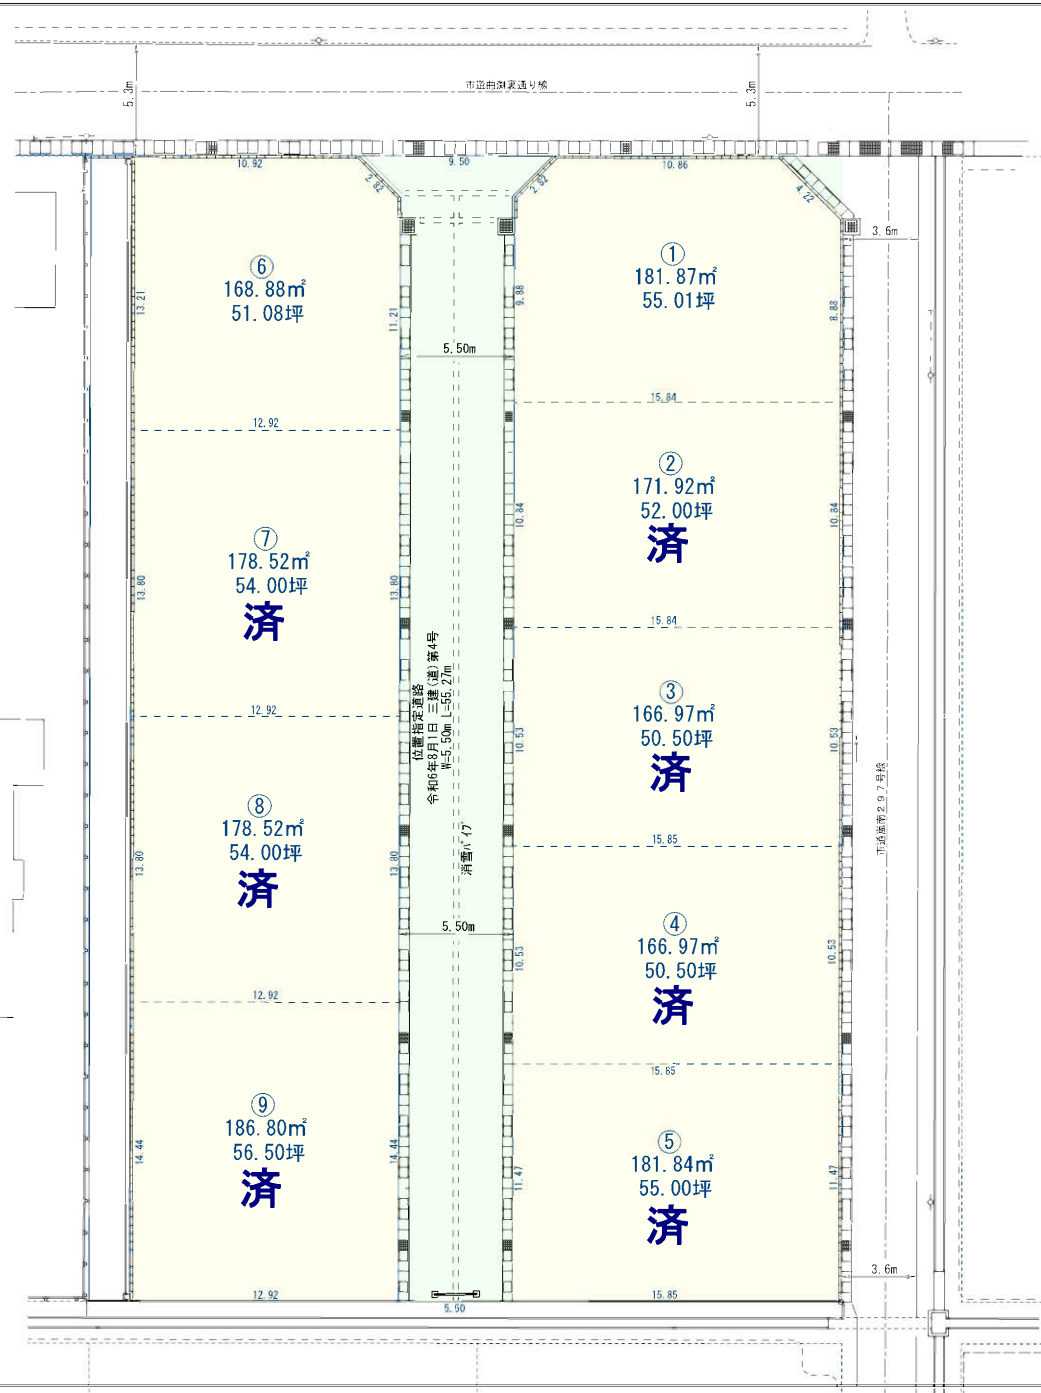 市道曲渕裏通り線
5.3m
5.3m
10.92
9.50
10.86
2.82
2.82
4.22
3.6m
⑥
168.88㎡
51.08坪
13.21
11.21
①
181.87㎡
55.01坪
9.88
8.88
5.50m
12.92
15.84
②
171.92㎡
52.00坪
済
10.84
10.84
⑦
178.52㎡
54.00坪
済
13.80
13.80
15.84
位置指定道路
令和6年8月1日 三建(道)第4号
W=5.50m L=55.27m
12.92
③
166.97㎡
50.50坪
済
10.53
10.53
市道嵐南297号線
消雪パイプ
⑧
178.52㎡
54.00坪
済
13.80
13.80
15.85
5.50m
④
166.97㎡
50.50坪
済
10.53
10.53
12.92
15.85
⑨
186.80㎡
56.50坪
済
14.44
14.44
⑤
181.84㎡
55.00坪
済
11.47
11.47
3.6m
12.92
5.50
15.85